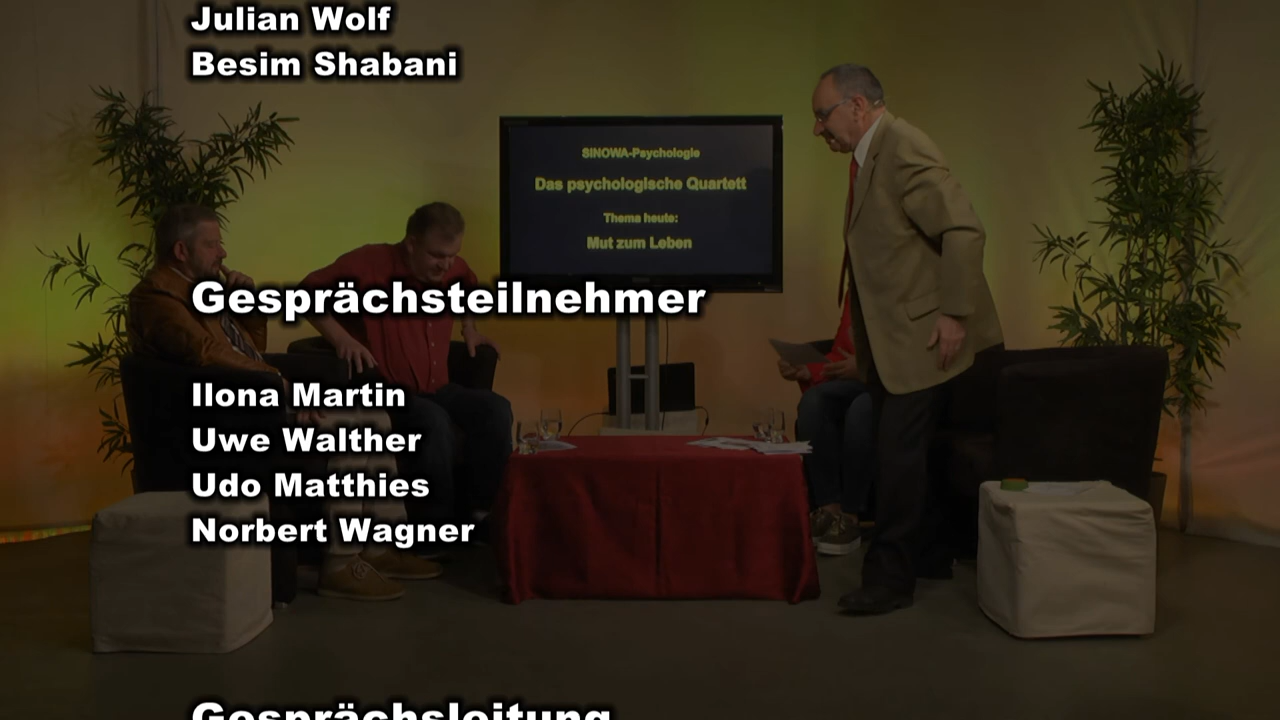 Julian Wolf
Besim Shabani
SINOWA-Psychologie
Das psychologische Quartett
Thema heute:
Mut zum Leben
Gesprächsteilnehmer
Ilona Martin
Uwe Walther
Udo Matthies
Norbert Wagner
Gesprächsleitung